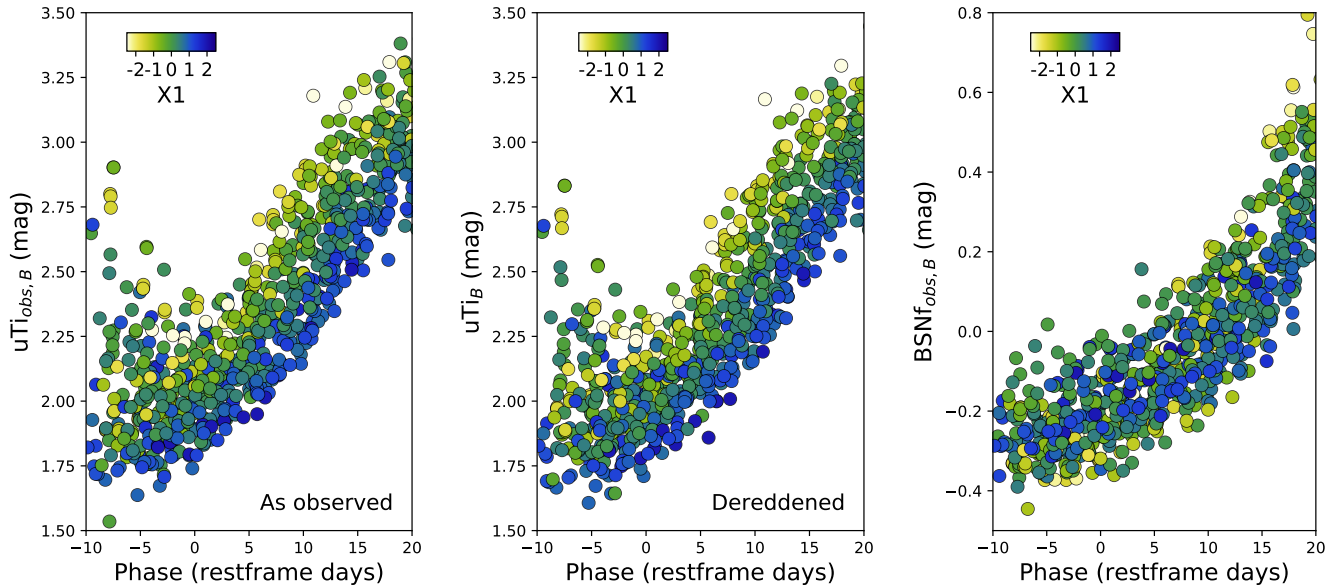 3.50
3.25
3.00
2.75
2.50
2.25
2.00
1.75
1.50
uTi_{obs,B} (mag)
-2-1 0 1 2
X1
As observed
−10 −5 0 5 10 15 20
Phase (restframe days)
3.50
3.25
3.00
2.75
2.50
2.25
2.00
1.75
1.50
uTi_B (mag)
-2-1 0 1 2
X1
Dereddened
−10 −5 0 5 10 15 20
Phase (restframe days)
0.8
0.6
0.4
0.2
0.0
−0.2
−0.4
BSNf_{obs,B} (mag)
-2-1 0 1 2
X1
−10 −5 0 5 10 15 20
Phase (restframe days)